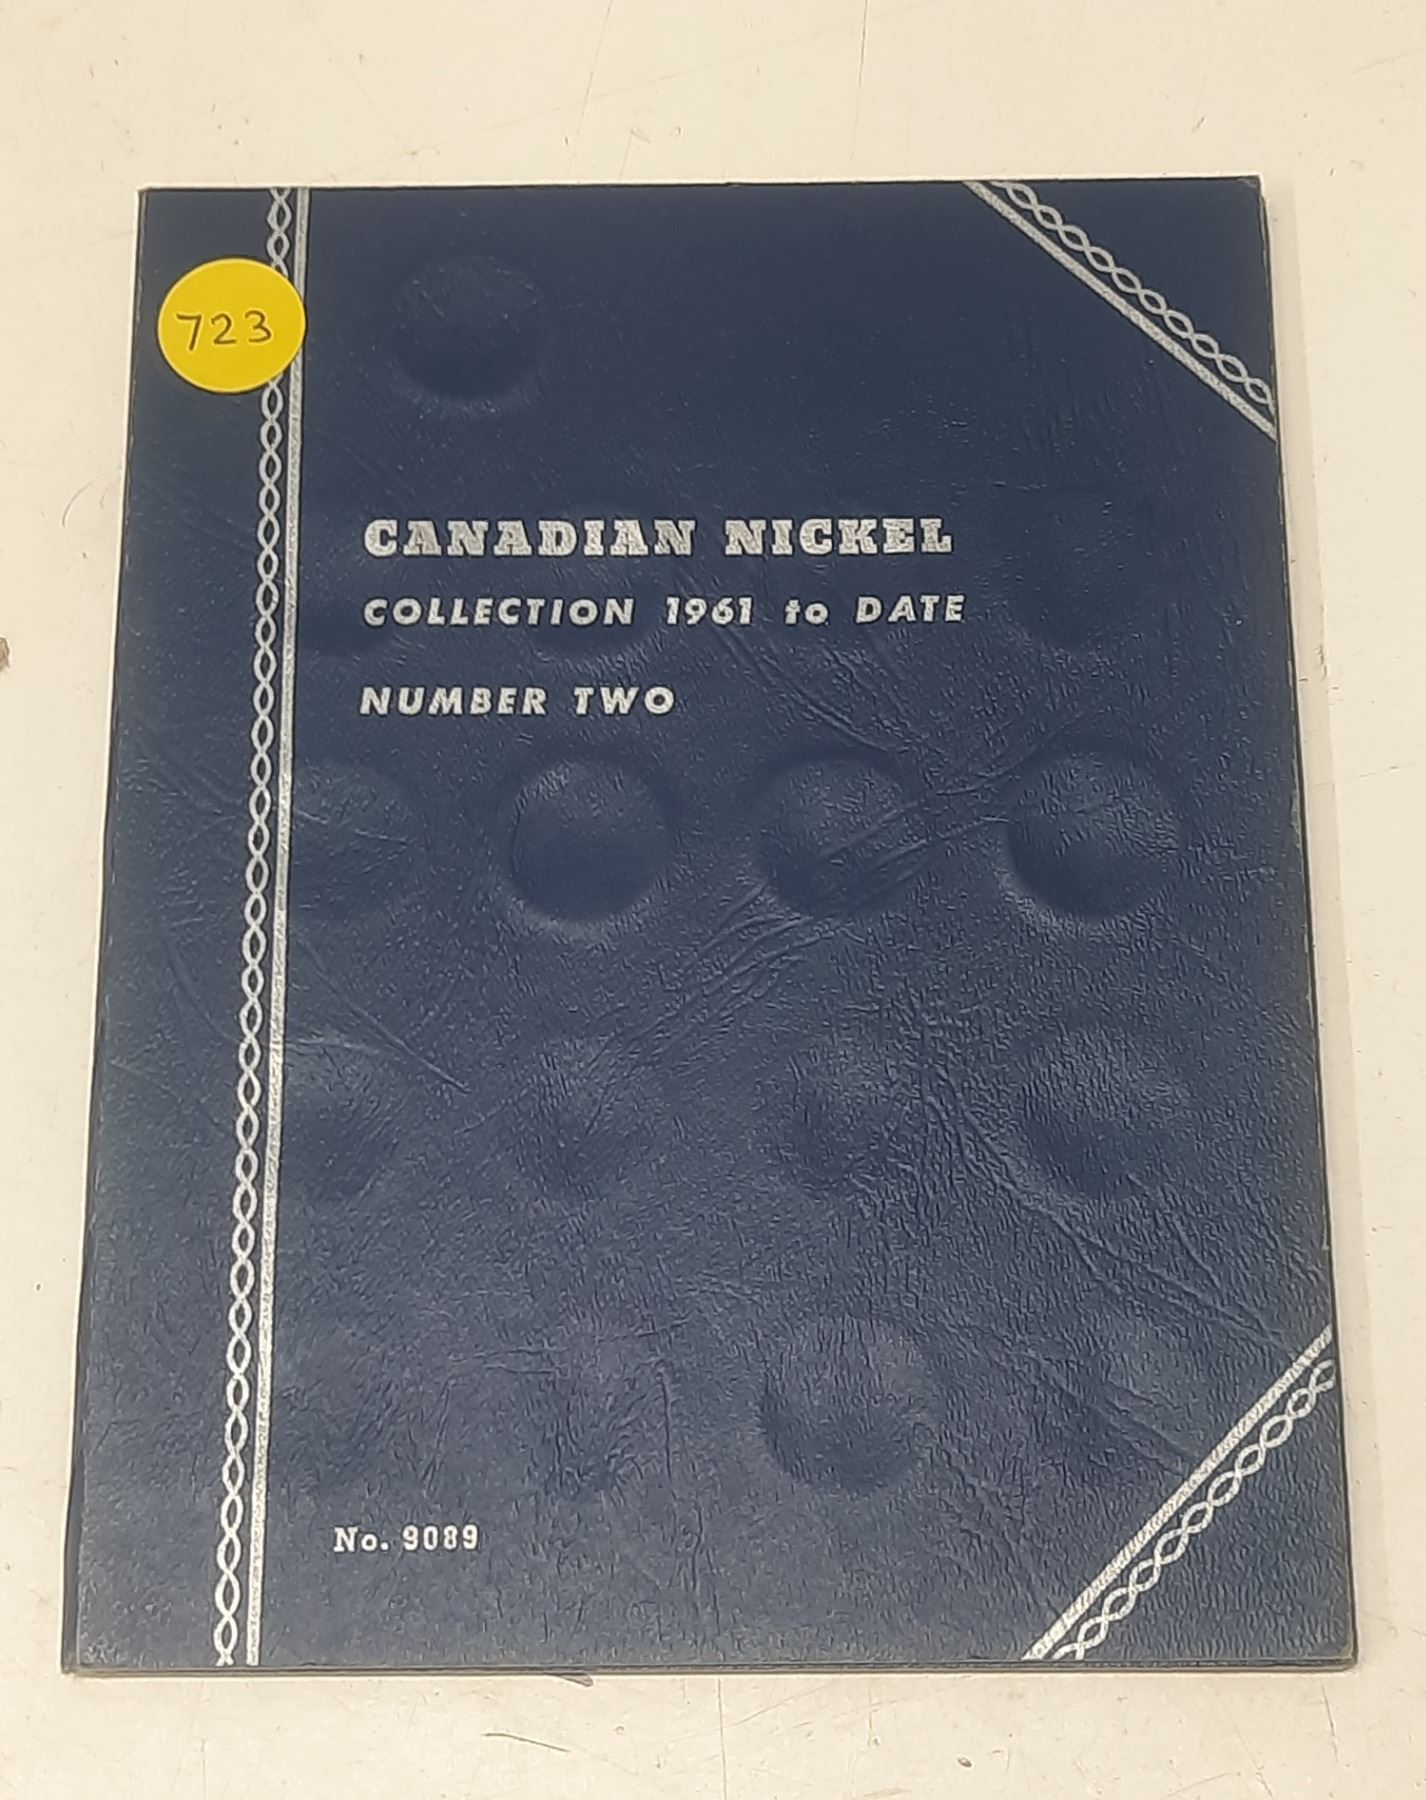 723
CANADIAN NICKEL
COLLECTION 1961 to DATE
NUMBER TWO
No. 9089